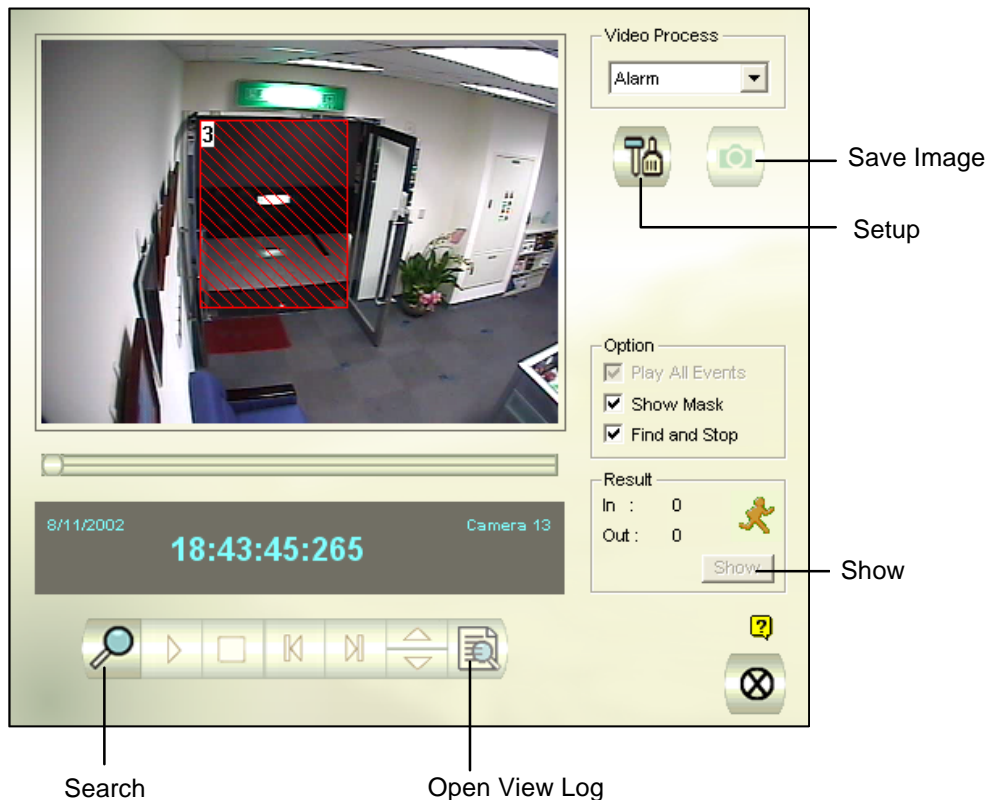 Video Process
Alarm
3
Save Image
Setup
Option
Play All Events
Show Mask
Find and Stop
Result
In : 0
Out : 0
Show
Show
8/11/2002
Camera 13
18:43:45:265
?
Search
Open View Log